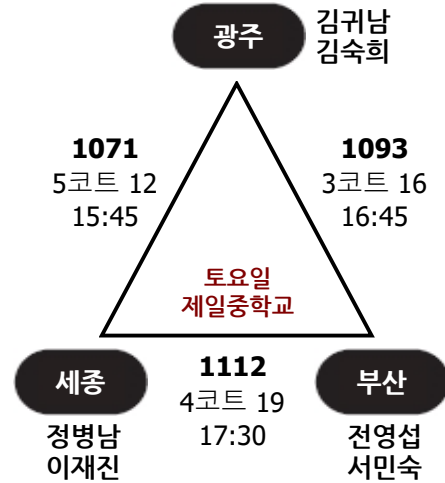 광주
김귀남
김숙희
1071
5코트 12
15:45
1093
3코트 16
16:45
토요일
제일중학교
세종
정병남
이재진
1112
4코트 19
17:30
부산
전영섭
서민숙